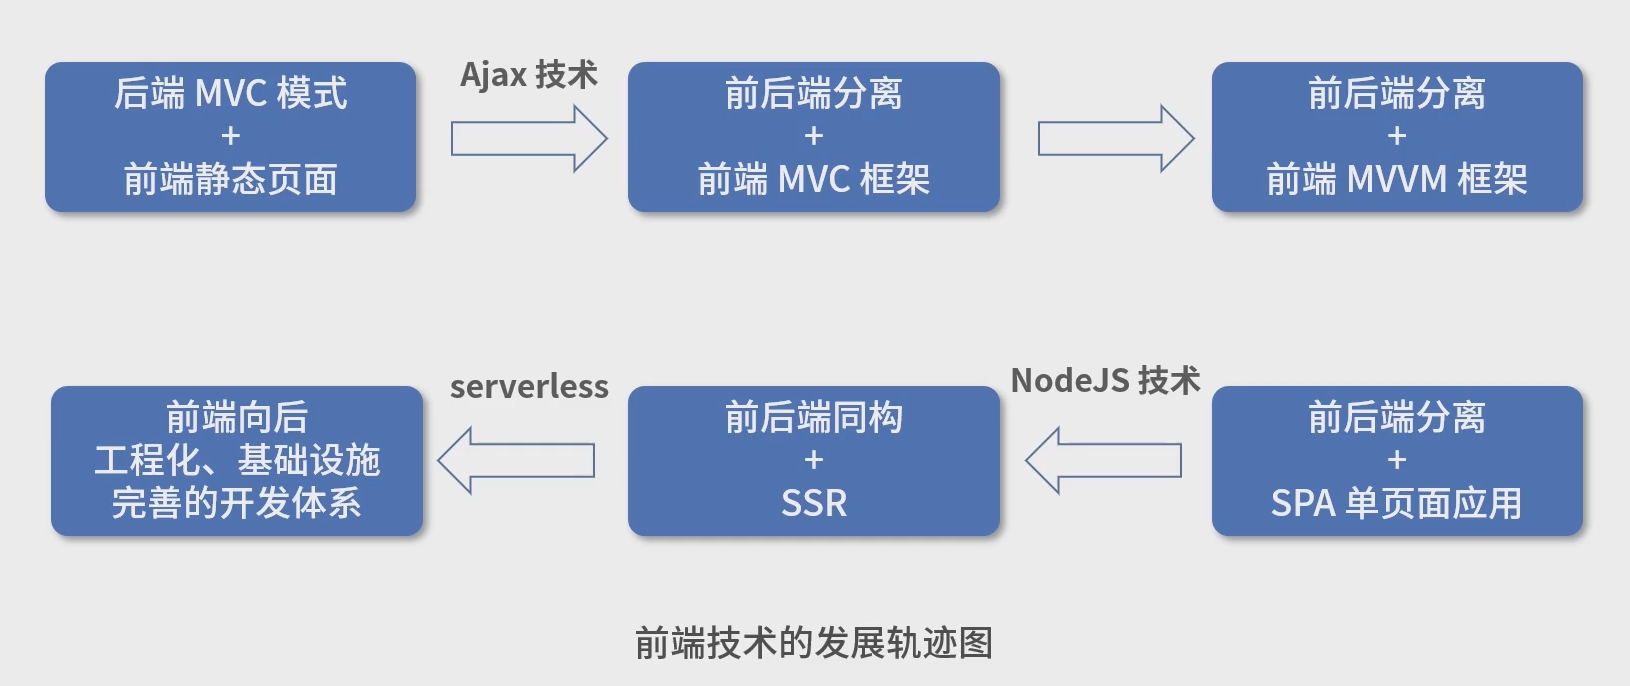 后端 MVC 模式
+
前端静态页面
Ajax 技术
前后端分离
+
前端 MVC 框架
前后端分离
+
前端 MVVM 框架
前后端分离
+
SPA 单页面应用
NodeJS 技术
前后端同构
+
SSR
serverless
前端向后
工程化、基础设施
完善的开发体系
前端技术的发展轨迹图